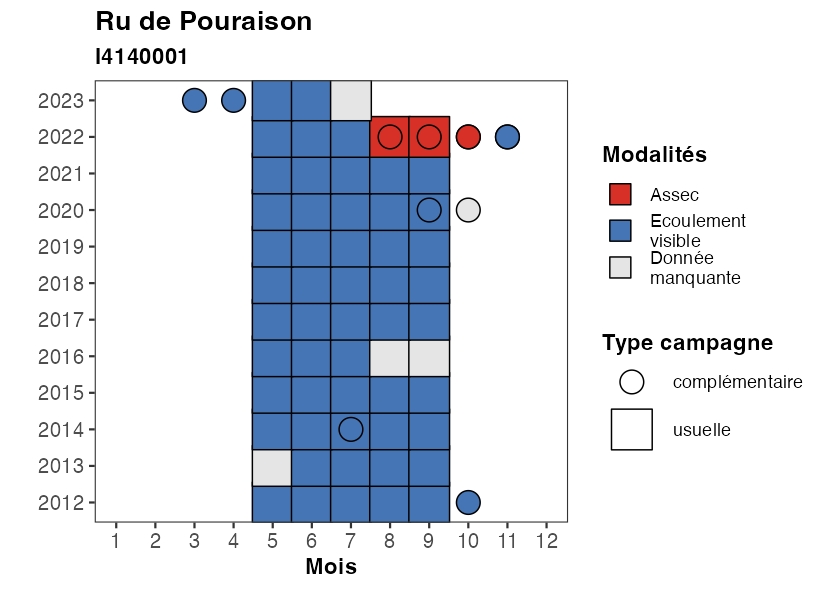 Ru de Pouraison
I4140001
2023
2022
2021
2020
2019
2018
2017
2016
2015
2014
2013
2012
1 2 3 4 5 6 7 8 9 10 11 12
Mois
Modalités
Assec
Ecoulement
visible
Donnée
manquante
Type campagne
complémentaire
usuelle